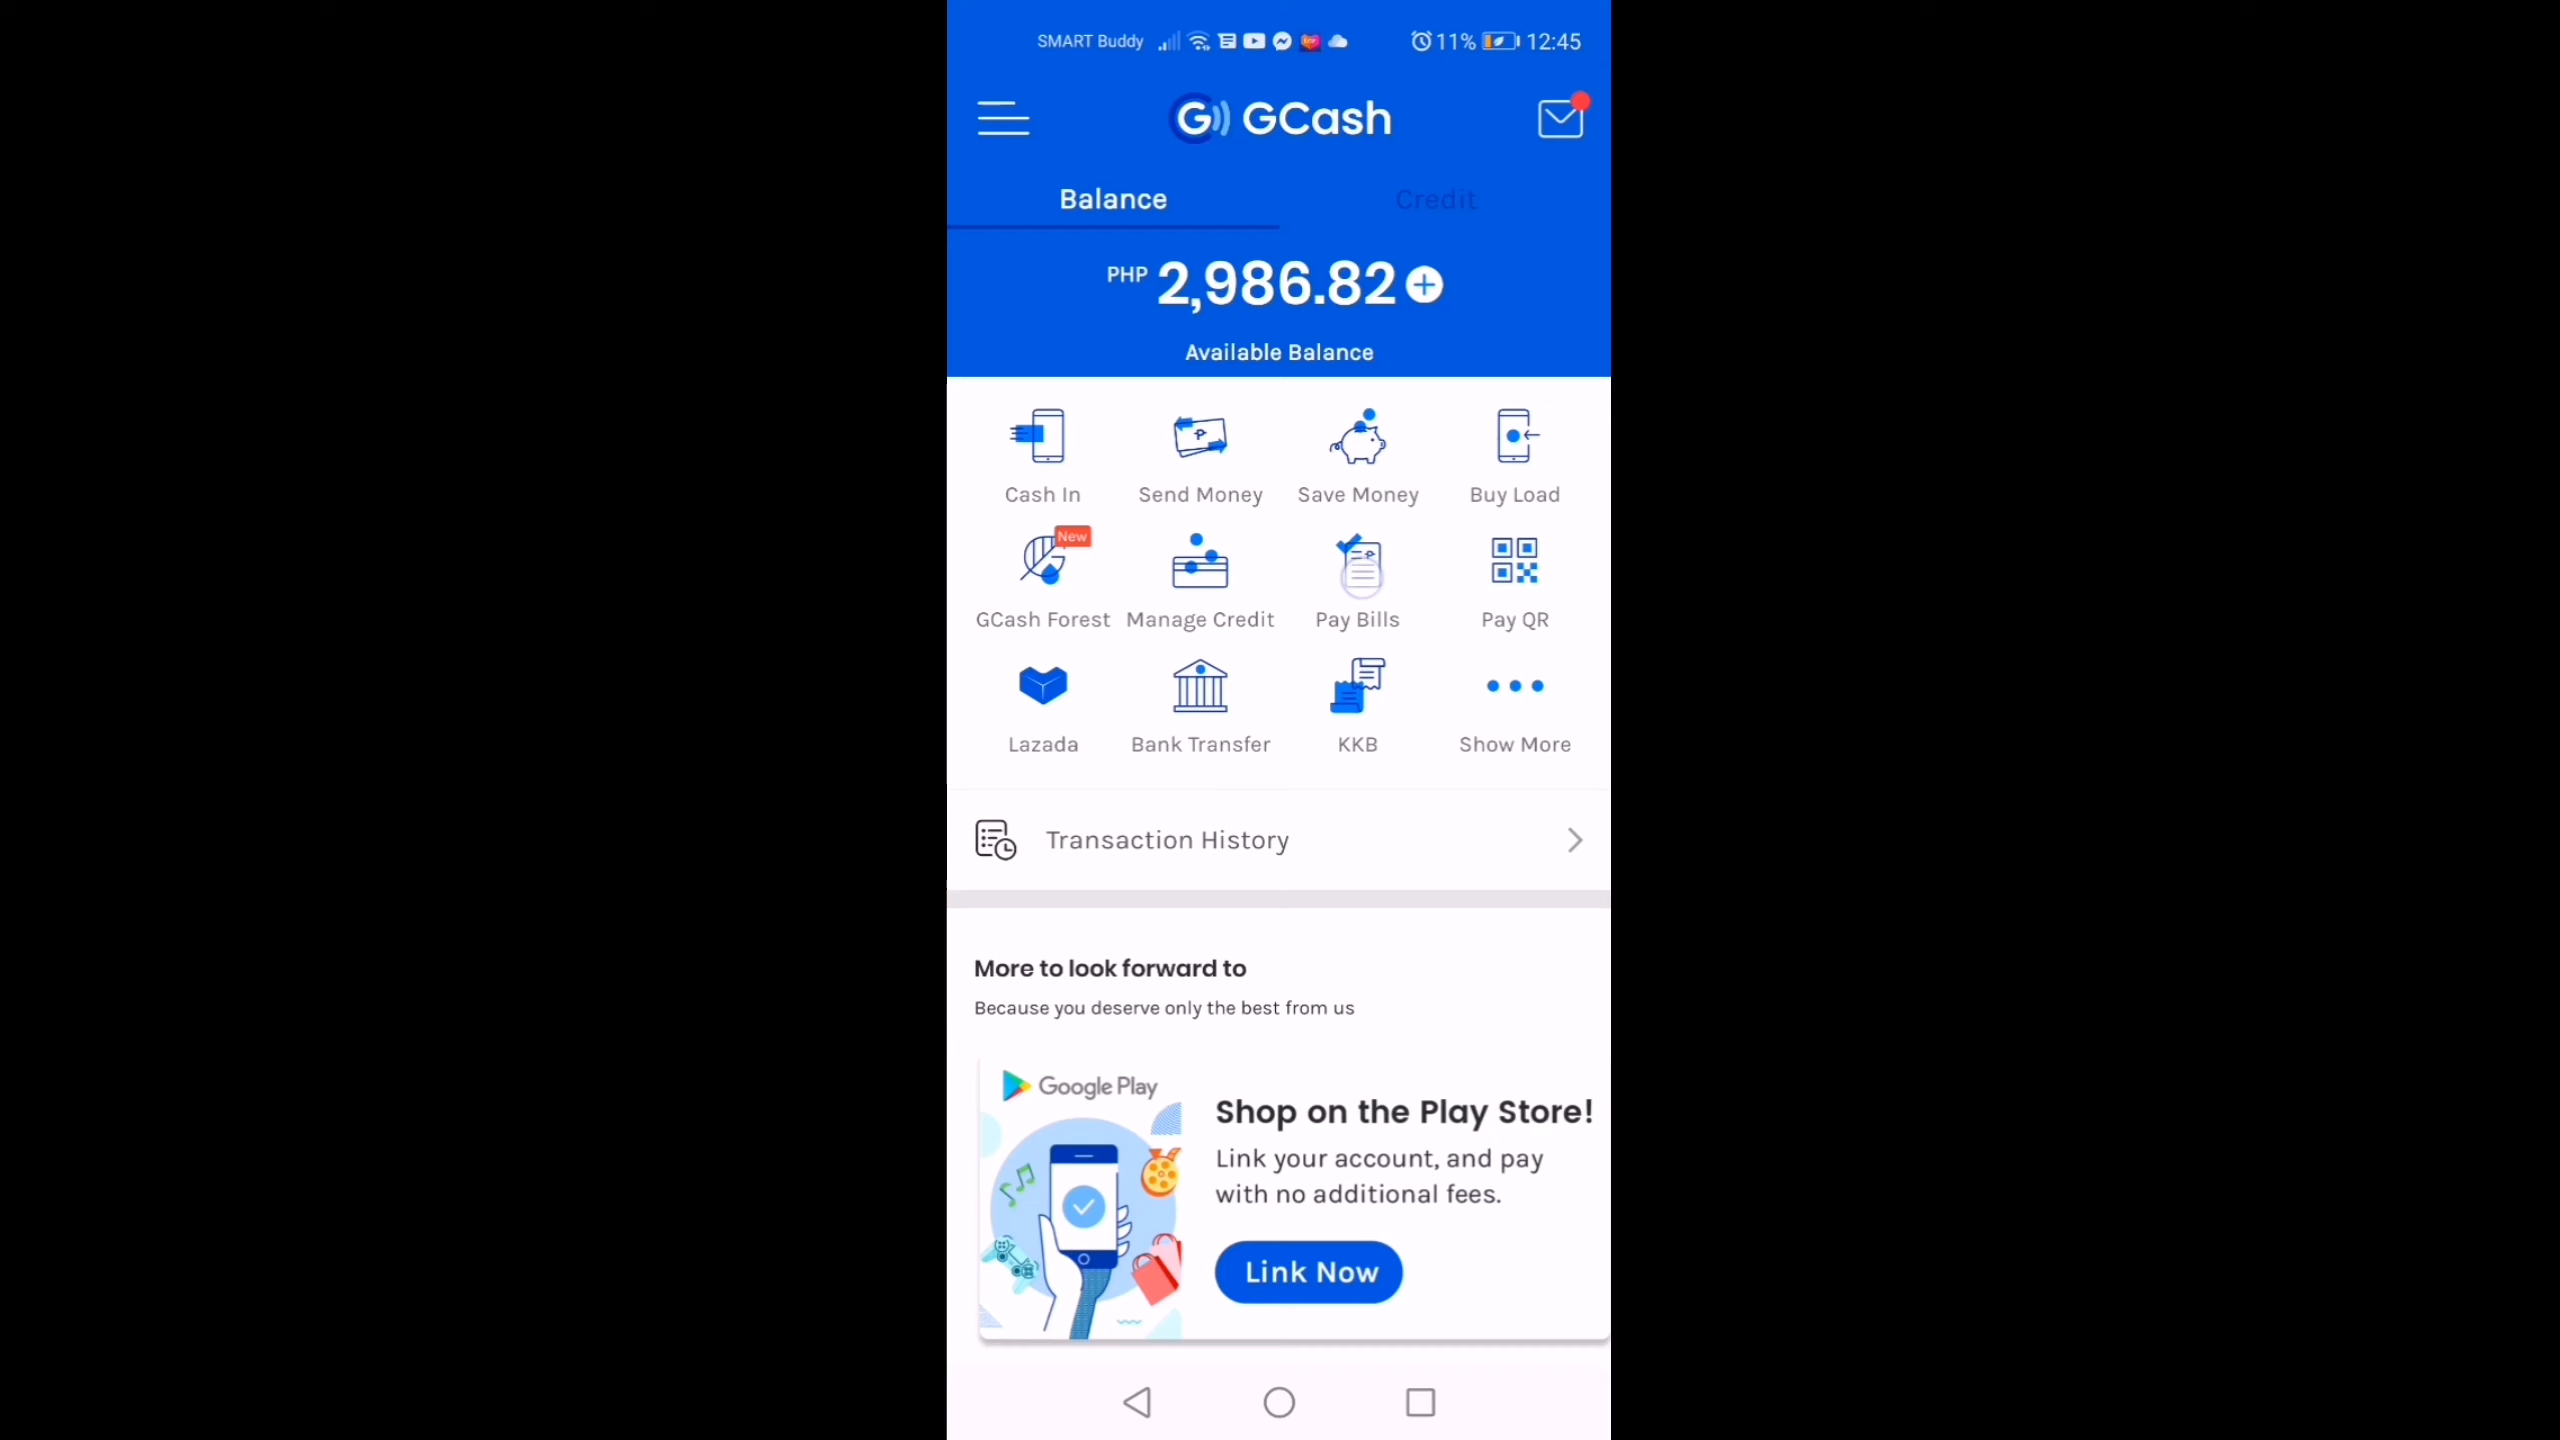 SMART Buddy 11% 12:45
GCash
Balance Credit
PHP 2,986.82
Available Balance
Cash In Send Money Save Money Buy Load
New
GCash Forest Manage Credit Pay Bills Pay QR
Lazada Bank Transfer KKB Show More
Transaction History
More to look forward to
Because you deserve only the best from us
Google Play
Shop on the Play Store!
Link your account, and pay
with no additional fees.
Link Now